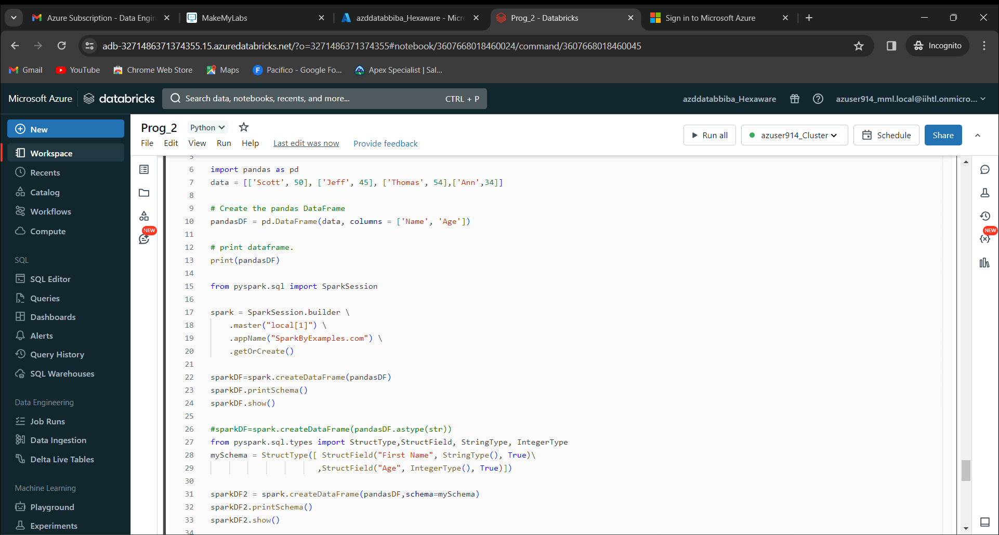 Azure Subscription - Data Engin
MakeMyLabs
azddatabbiba_Hexaware - Micro
Prog_2 - Databricks
Sign in to Microsoft Azure
adb-3271486371374355.15.azuredatabricks.net/?o=3271486371374355#notebook/3607668018460024/command/3607668018460045
Incognito
Gmail
YouTube
Chrome Web Store
Maps
Pacifico - Google Fo...
Apex Specialist | Sal...
Microsoft Azure
databricks
Search data, notebooks, recents, and more...
CTRL + P
azddatabbiba_Hexaware
azuser914_mml.local@iihtl.onmicro...
New
Workspace
Recents
Catalog
Workflows
Compute
SQL
SQL Editor
Queries
Dashboards
Alerts
Query History
SQL Warehouses
Data Engineering
Job Runs
Data Ingestion
Delta Live Tables
Machine Learning
Playground
Experiments
Prog_2
Python
File
Edit
View
Run
Help
Last edit was now
Provide feedback
Run all
azuser914_Cluster
Schedule
Share
NEW
5
6 import pandas as pd
7 data = [['Scott', 50], ['Jeff', 45], ['Thomas', 54],['Ann',34]]
8
9 # Create the pandas DataFrame
10 pandasDF = pd.DataFrame(data, columns = ['Name', 'Age'])
11
12 # print dataframe.
13 print(pandasDF)
14
15 from pyspark.sql import SparkSession
16
17 spark = SparkSession.builder \
18 .master("local[1]") \
19 .appName("SparkByExamples.com") \
20 .getOrCreate()
21
22 sparkDF=spark.createDataFrame(pandasDF)
23 sparkDF.printSchema()
24 sparkDF.show()
25
26 #sparkDF=spark.createDataFrame(pandasDF.astype(str))
27 from pyspark.sql.types import StructType,StructField, StringType, IntegerType
28 mySchema = StructType([ StructField("First Name", StringType(), True)\
29 ,StructField("Age", IntegerType(), True)])
30
31 sparkDF2 = spark.createDataFrame(pandasDF,schema=mySchema)
32 sparkDF2.printSchema()
33 sparkDF2.show()
34
NEW